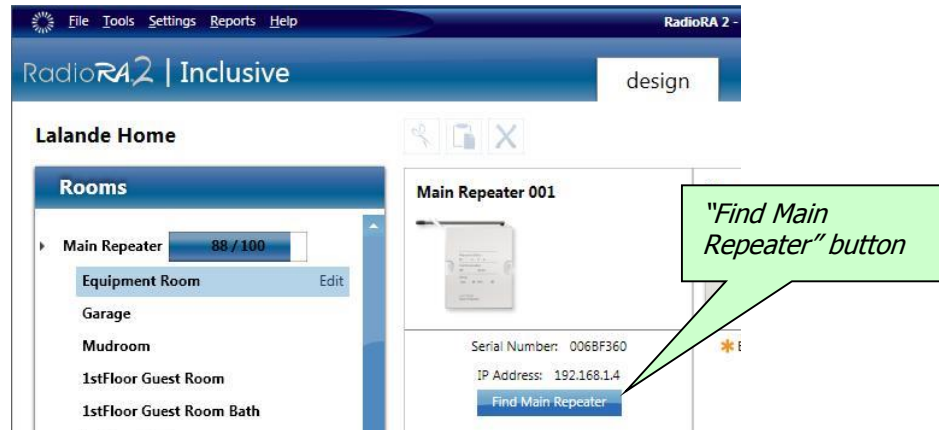 File Tools Settings Reports Help
RadioRA 2 -
RadioRA2 | Inclusive
design
Lalande Home
Rooms
Main Repeater 88 / 100
Equipment Room Edit
Garage
Mudroom
1stFloor Guest Room
1stFloor Guest Room Bath
Main Repeater 001
Serial Number: 006BF360
IP Address: 192.168.1.4
Find Main Repeater
"Find Main
Repeater" button